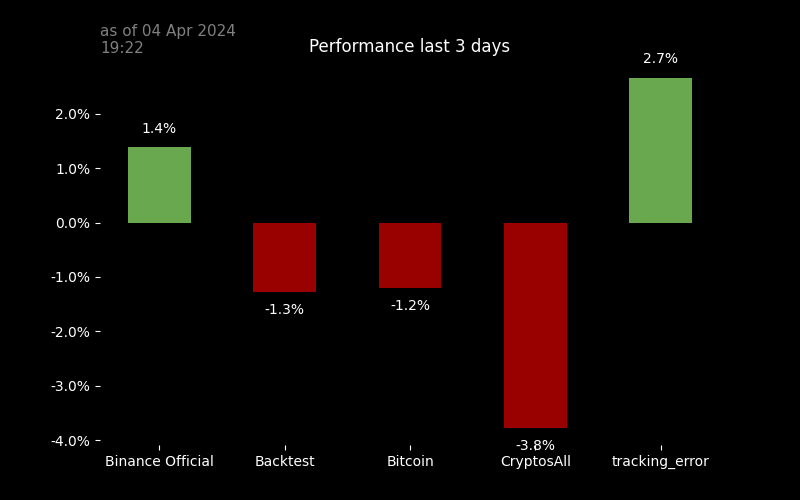 as of 04 Apr 2024
19:22
Performance last 3 days
2.7%
2.0%
1.4%
1.0%
0.0%
-1.0%
-1.3%
-1.2%
-2.0%
-3.0%
-4.0%
-3.8%
Binance Official
Backtest
Bitcoin
CryptosAll
tracking_error